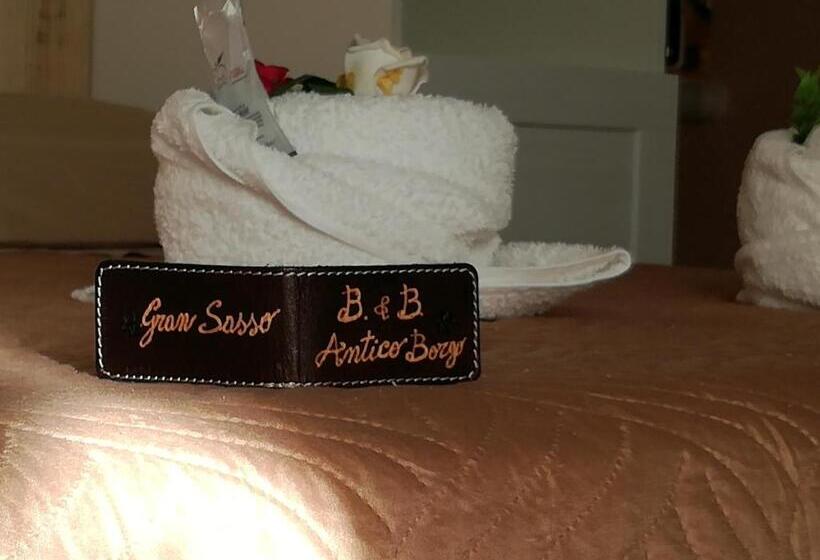 Gran Sasso
B. & B.
Antico Borgo